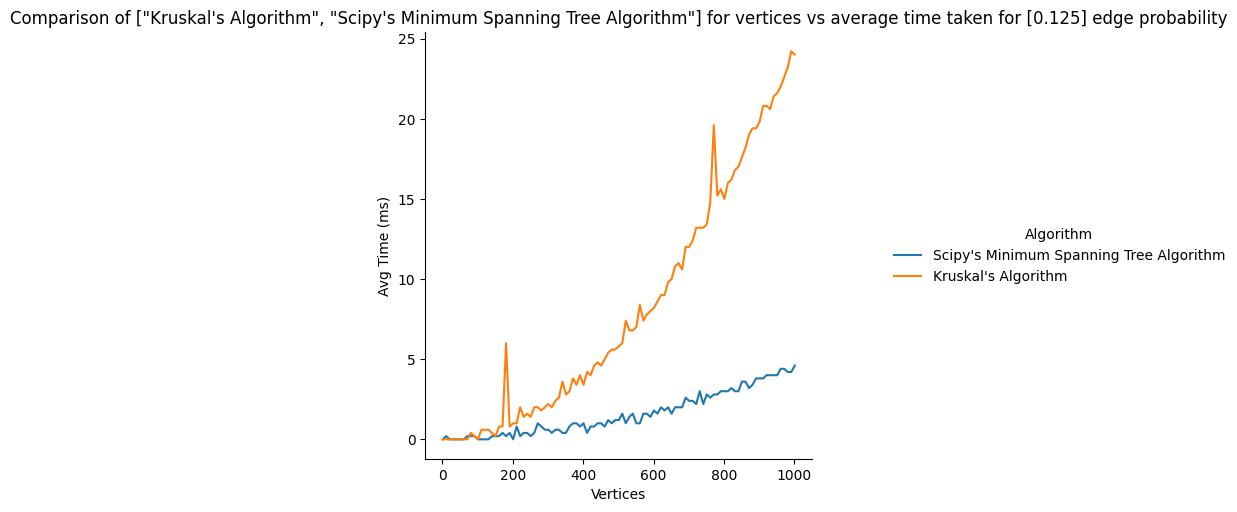 Comparison of ["Kruskal's Algorithm", "Scipy's Minimum Spanning Tree Algorithm"] for vertices vs average time taken for [0.125] edge probability
25
20
15
10
5
0
Avg Time (ms)
0 200 400 600 800 1000
Vertices
Algorithm
Scipy's Minimum Spanning Tree Algorithm
Kruskal's Algorithm